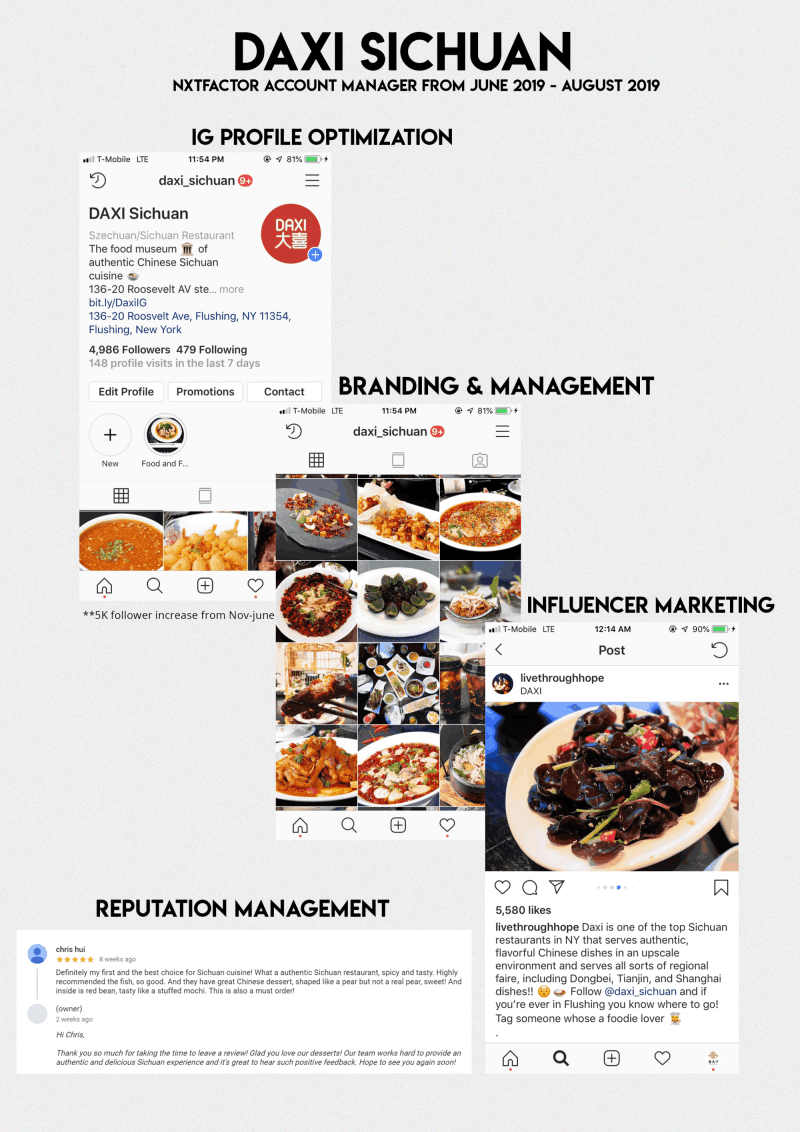 DAXI SICHUAN
NXTFACTOR ACCOUNT MANAGER FROM JUNE 2019 - AUGUST 2019
IG PROFILE OPTIMIZATION
T-Mobile LTE 11:54 PM 81%
daxi_sichuan 9+
DAXI Sichuan
Szechuan/Sichuan Restaurant
The food museum 🏛 of
authentic Chinese Sichuan
cuisine 🍲
136-20 Roosevelt AV ste... more
bit.ly/DaxiIG
136-20 Roosvelt Ave, Flushing, NY 11354,
Flushing, New York
DAXI
大喜
4,986 Followers 479 Following
148 profile visits in the last 7 days
Edit Profile Promotions Contact
New Food and F...
**5K follower increase from Nov-june
BRANDING & MANAGEMENT
T-Mobile LTE 11:54 PM 81%
daxi_sichuan 9+
INFLUENCER MARKETING
T-Mobile LTE 12:14 AM 90%
Post
livethroughhope
DAXI
5,580 likes
livethroughhope Daxi is one of the top Sichuan
restaurants in NY that serves authentic,
flavorful Chinese dishes in an upscale
environment and serves all sorts of regional
faire, including Dongbei, Tianjin, and Shanghai
dishes!! 😚🍛 Follow @daxi_sichuan and if
you're ever in Flushing you know where to go!
Tag someone whose a foodie lover 👨‍🍳
.
REPUTATION MANAGEMENT
chris hui
★★★★★ 8 weeks ago
Definitely my first and the best choice for Sichuan cuisine! What a authentic Sichuan restaurant, spicy and tasty. Highly
recommended the fish, so good. And they have great Chinese dessert, shaped like a pear but not a real pear, sweet! And
inside is red bean, tasty like a stuffed mochi. This is also a must order!
(owner)
2 weeks ago
Hi Chris,
Thank you so much for taking the time to leave a review! Glad you love our desserts! Our team works hard to provide an
authentic and delicious Sichuan experience and it's great to hear such positive feedback. Hope to see you again soon!